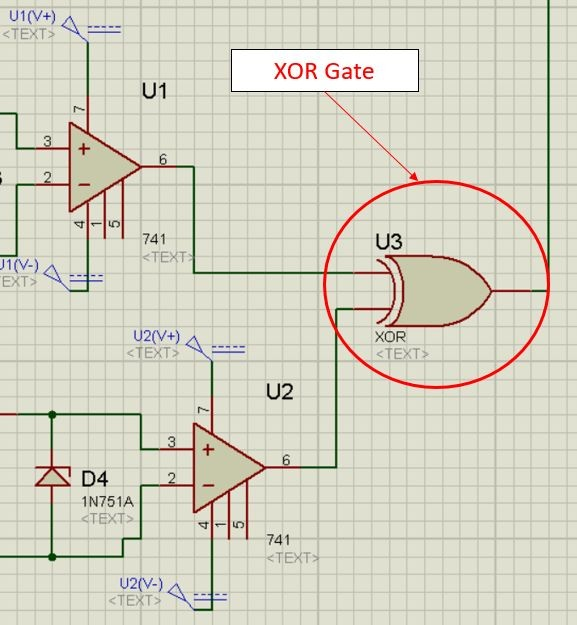 U1(V+)
<TEXT>
XOR Gate
U1
7
3
6
2
4
1
5
741
<TEXT>
U1(V-)
U3
XOR
<TEXT>
U2(V+)
<TEXT>
U2
7
3
6
2
4
1
5
741
<TEXT>
D4
1N751A
<TEXT>
U2(V-)
<TEXT>